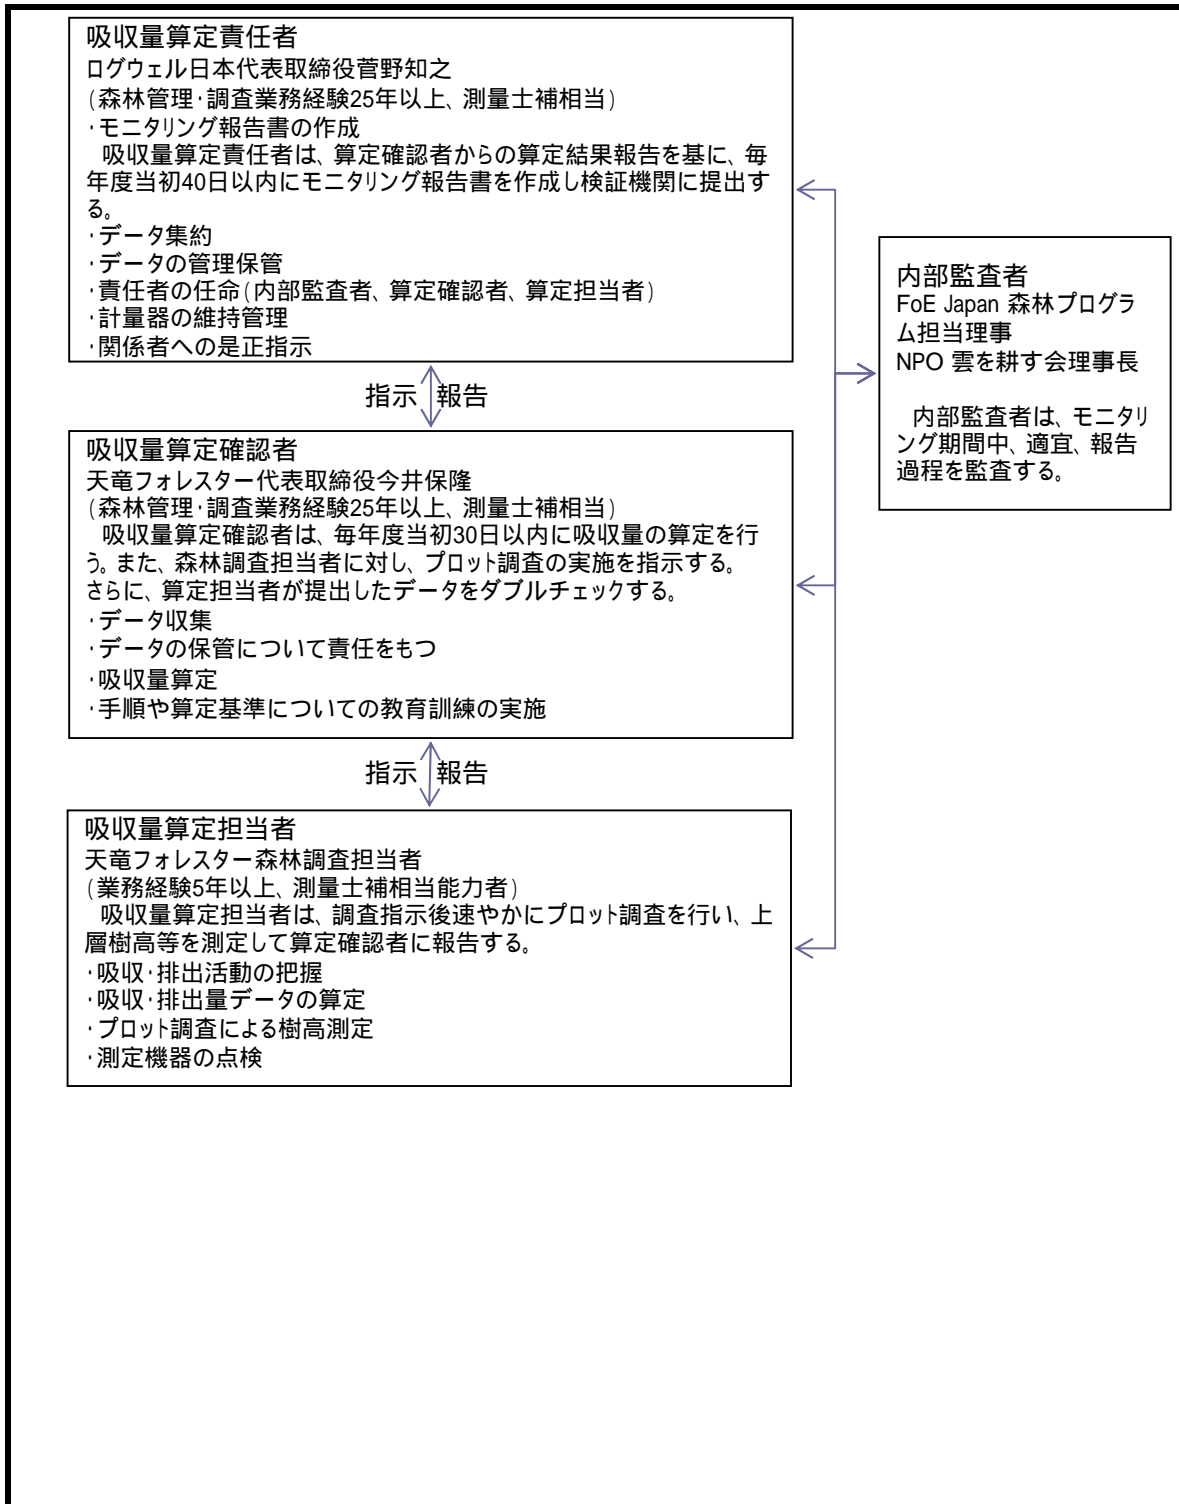 吸収量算定責任者
ログウェル日本代表取締役菅野知之
(森林管理・調査業務経験25年以上、測量士補相当)
・モニタリング報告書の作成
　吸収量算定責任者は、算定確認者からの算定結果報告を基に、毎
年度当初40日以内にモニタリング報告書を作成し検証機関に提出す
る。
・データ集約
・データの管理保管
・責任者の任命(内部監査者、算定確認者、算定担当者)
・計量器の維持管理
・関係者への是正指示
指示 報告
吸収量算定確認者
天竜フォレスター代表取締役今井保隆
(森林管理・調査業務経験25年以上、測量士補相当)
　吸収量算定確認者は、毎年度当初30日以内に吸収量の算定を行
う。また、森林調査担当者に対し、プロット調査の実施を指示する。
さらに、算定担当者が提出したデータをダブルチェックする。
・データ収集
・データの保管について責任をもつ
・吸収量算定
・手順や算定基準についての教育訓練の実施
指示 報告
吸収量算定担当者
天竜フォレスター森林調査担当者
(業務経験5年以上、測量士補相当能力者)
　吸収量算定担当者は、調査指示後速やかにプロット調査を行い、上
層樹高等を測定して算定確認者に報告する。
・吸収・排出活動の把握
・吸収・排出量データの算定
・プロット調査による樹高測定
・測定機器の点検
内部監査者
FoE Japan 森林プログラ
ム担当理事
NPO 雲を耕す会理事長
　内部監査者は、モニタリ
ング期間中、適宜、報告
過程を監査する。